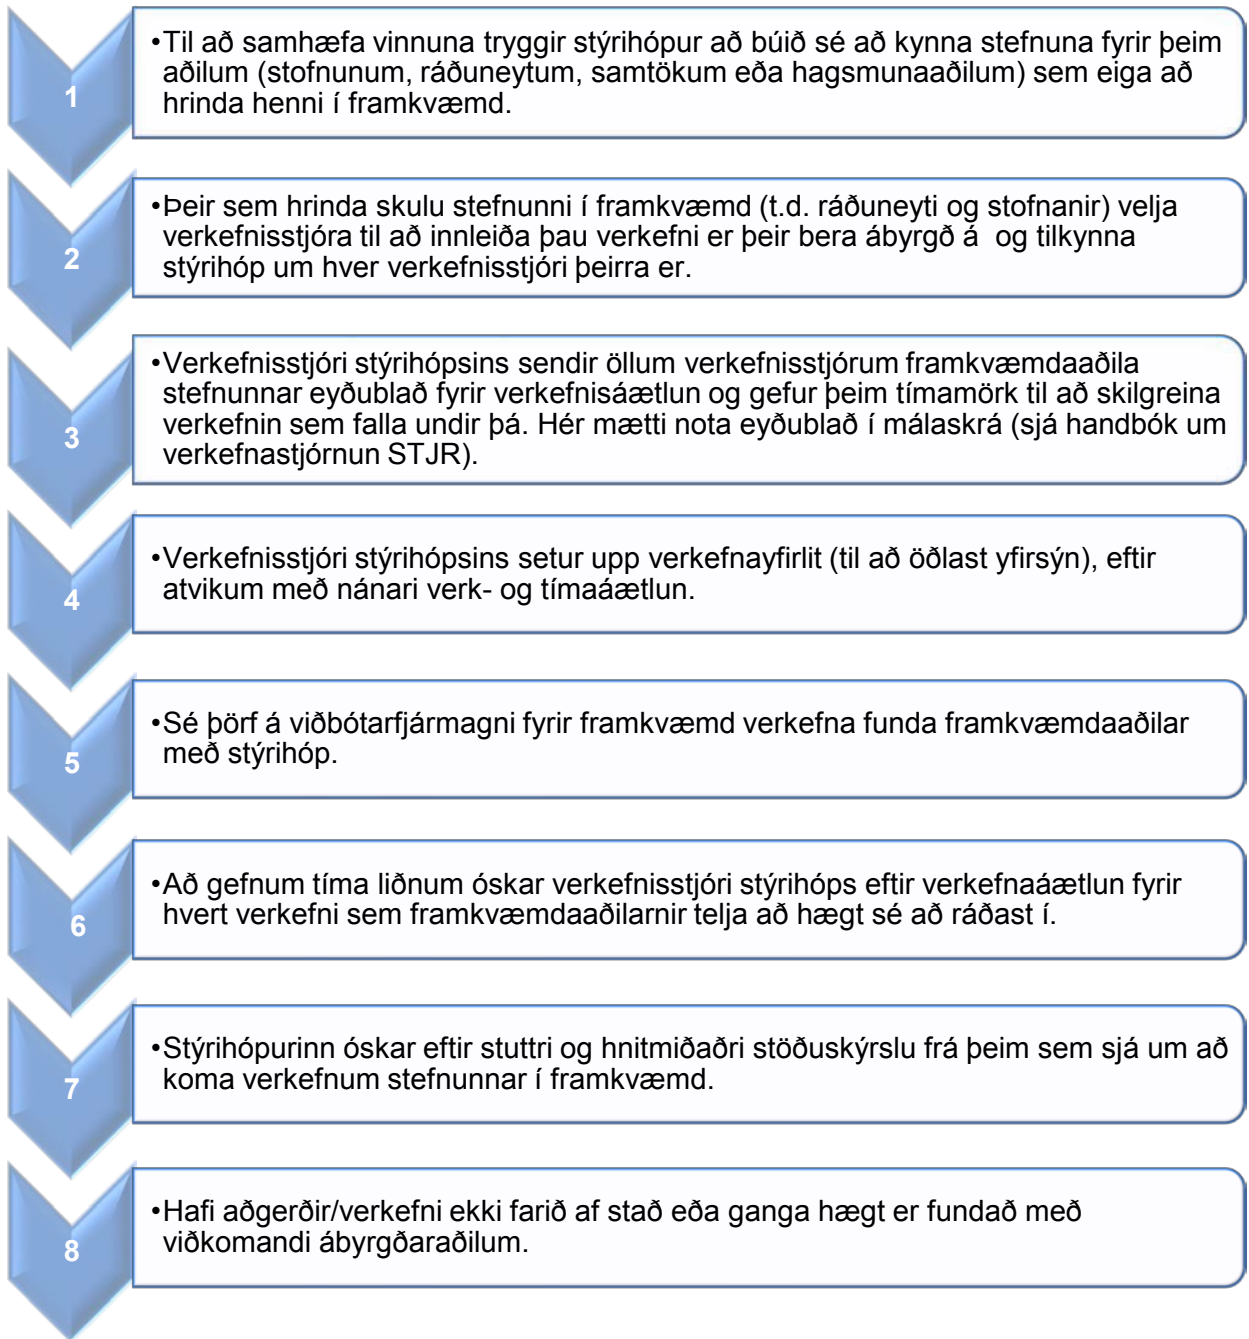 1
•Til að samhæfa vinnuna tryggir stýrihópur að búið sé að kynna stefnuna fyrir þeim
aðilum (stofnunum, ráðuneytum, samtökum eða hagsmunaaðilum) sem eiga að
hrinda henni í framkvæmd.
2
•Þeir sem hrinda skulu stefnunni í framkvæmd (t.d. ráðuneyti og stofnanir) velja
verkefnisstjóra til að innleiða þau verkefni er þeir bera ábyrgð á  og tilkynna
stýrihóp um hver verkefnisstjóri þeirra er.
3
•Verkefnisstjóri stýrihópsins sendir öllum verkefnisstjórum framkvæmdaaðila
stefnunnar eyðublað fyrir verkefnisáætlun og gefur þeim tímamörk til að skilgreina
verkefnin sem falla undir þá. Hér mætti nota eyðublað í málaskrá (sjá handbók um
verkefnastjórnun STJR).
4
•Verkefnisstjóri stýrihópsins setur upp verkefnayfirlit (til að öðlast yfirsýn), eftir
atvikum með nánari verk- og tímaáætlun.
5
•Sé þörf á viðbótarfjármagni fyrir framkvæmd verkefna funda framkvæmdaaðilar
með stýrihóp.
6
•Að gefnum tíma liðnum óskar verkefnisstjóri stýrihóps eftir verkefnaáætlun fyrir
hvert verkefni sem framkvæmdaaðilarnir telja að hægt sé að ráðast í.
7
•Stýrihópurinn óskar eftir stuttri og hnitmiðaðri stöðuskýrslu frá þeim sem sjá um að
koma verkefnum stefnunnar í framkvæmd.
8
•Hafi aðgerðir/verkefni ekki farið af stað eða ganga hægt er fundað með
viðkomandi ábyrgðaraðilum.